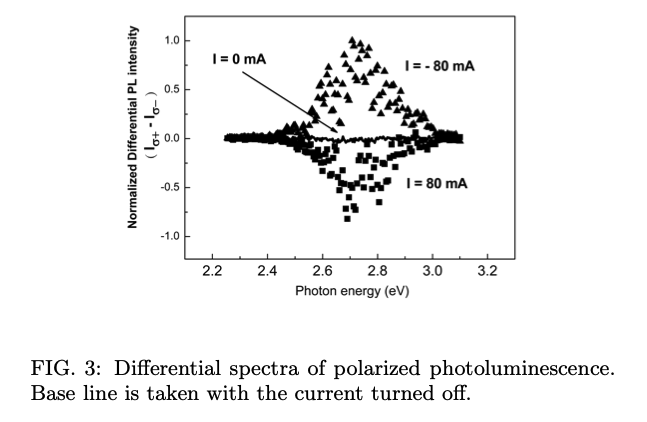 Normalized Differential PL intensity
( Iσ+ - Iσ− )
1.0
0.5
0.0
-0.5
-1.0
I = 0 mA
I = - 80 mA
I = 80 mA
2.2 2.4 2.6 2.8 3.0 3.2
Photon energy (eV)
FIG. 3: Differential spectra of polarized photoluminescence.
Base line is taken with the current turned off.